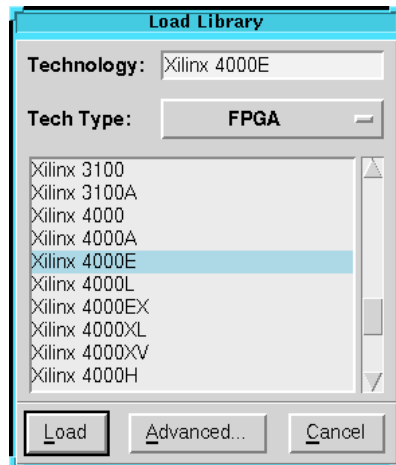 Load Library
Technology: Xilinx 4000E
Tech Type: FPGA
Xilinx 3100
Xilinx 3100A
Xilinx 4000
Xilinx 4000A
Xilinx 4000E
Xilinx 4000L
Xilinx 4000EX
Xilinx 4000XL
Xilinx 4000XV
Xilinx 4000H
Load Advanced... Cancel